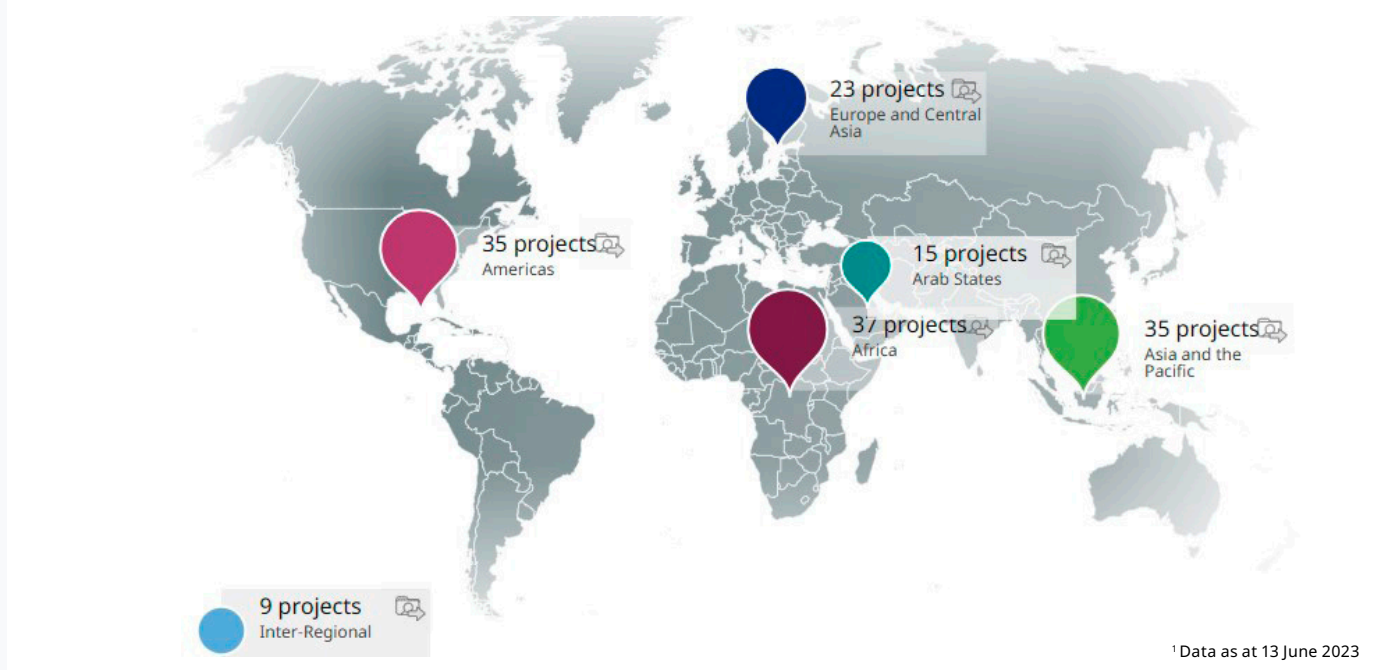 23 projects
Europe and Central
Asia
35 projects
Americas
15 projects
Arab States
37 projects
Africa
35 projects
Asia and the
Pacific
9 projects
Inter-Regional
¹ Data as at 13 June 2023